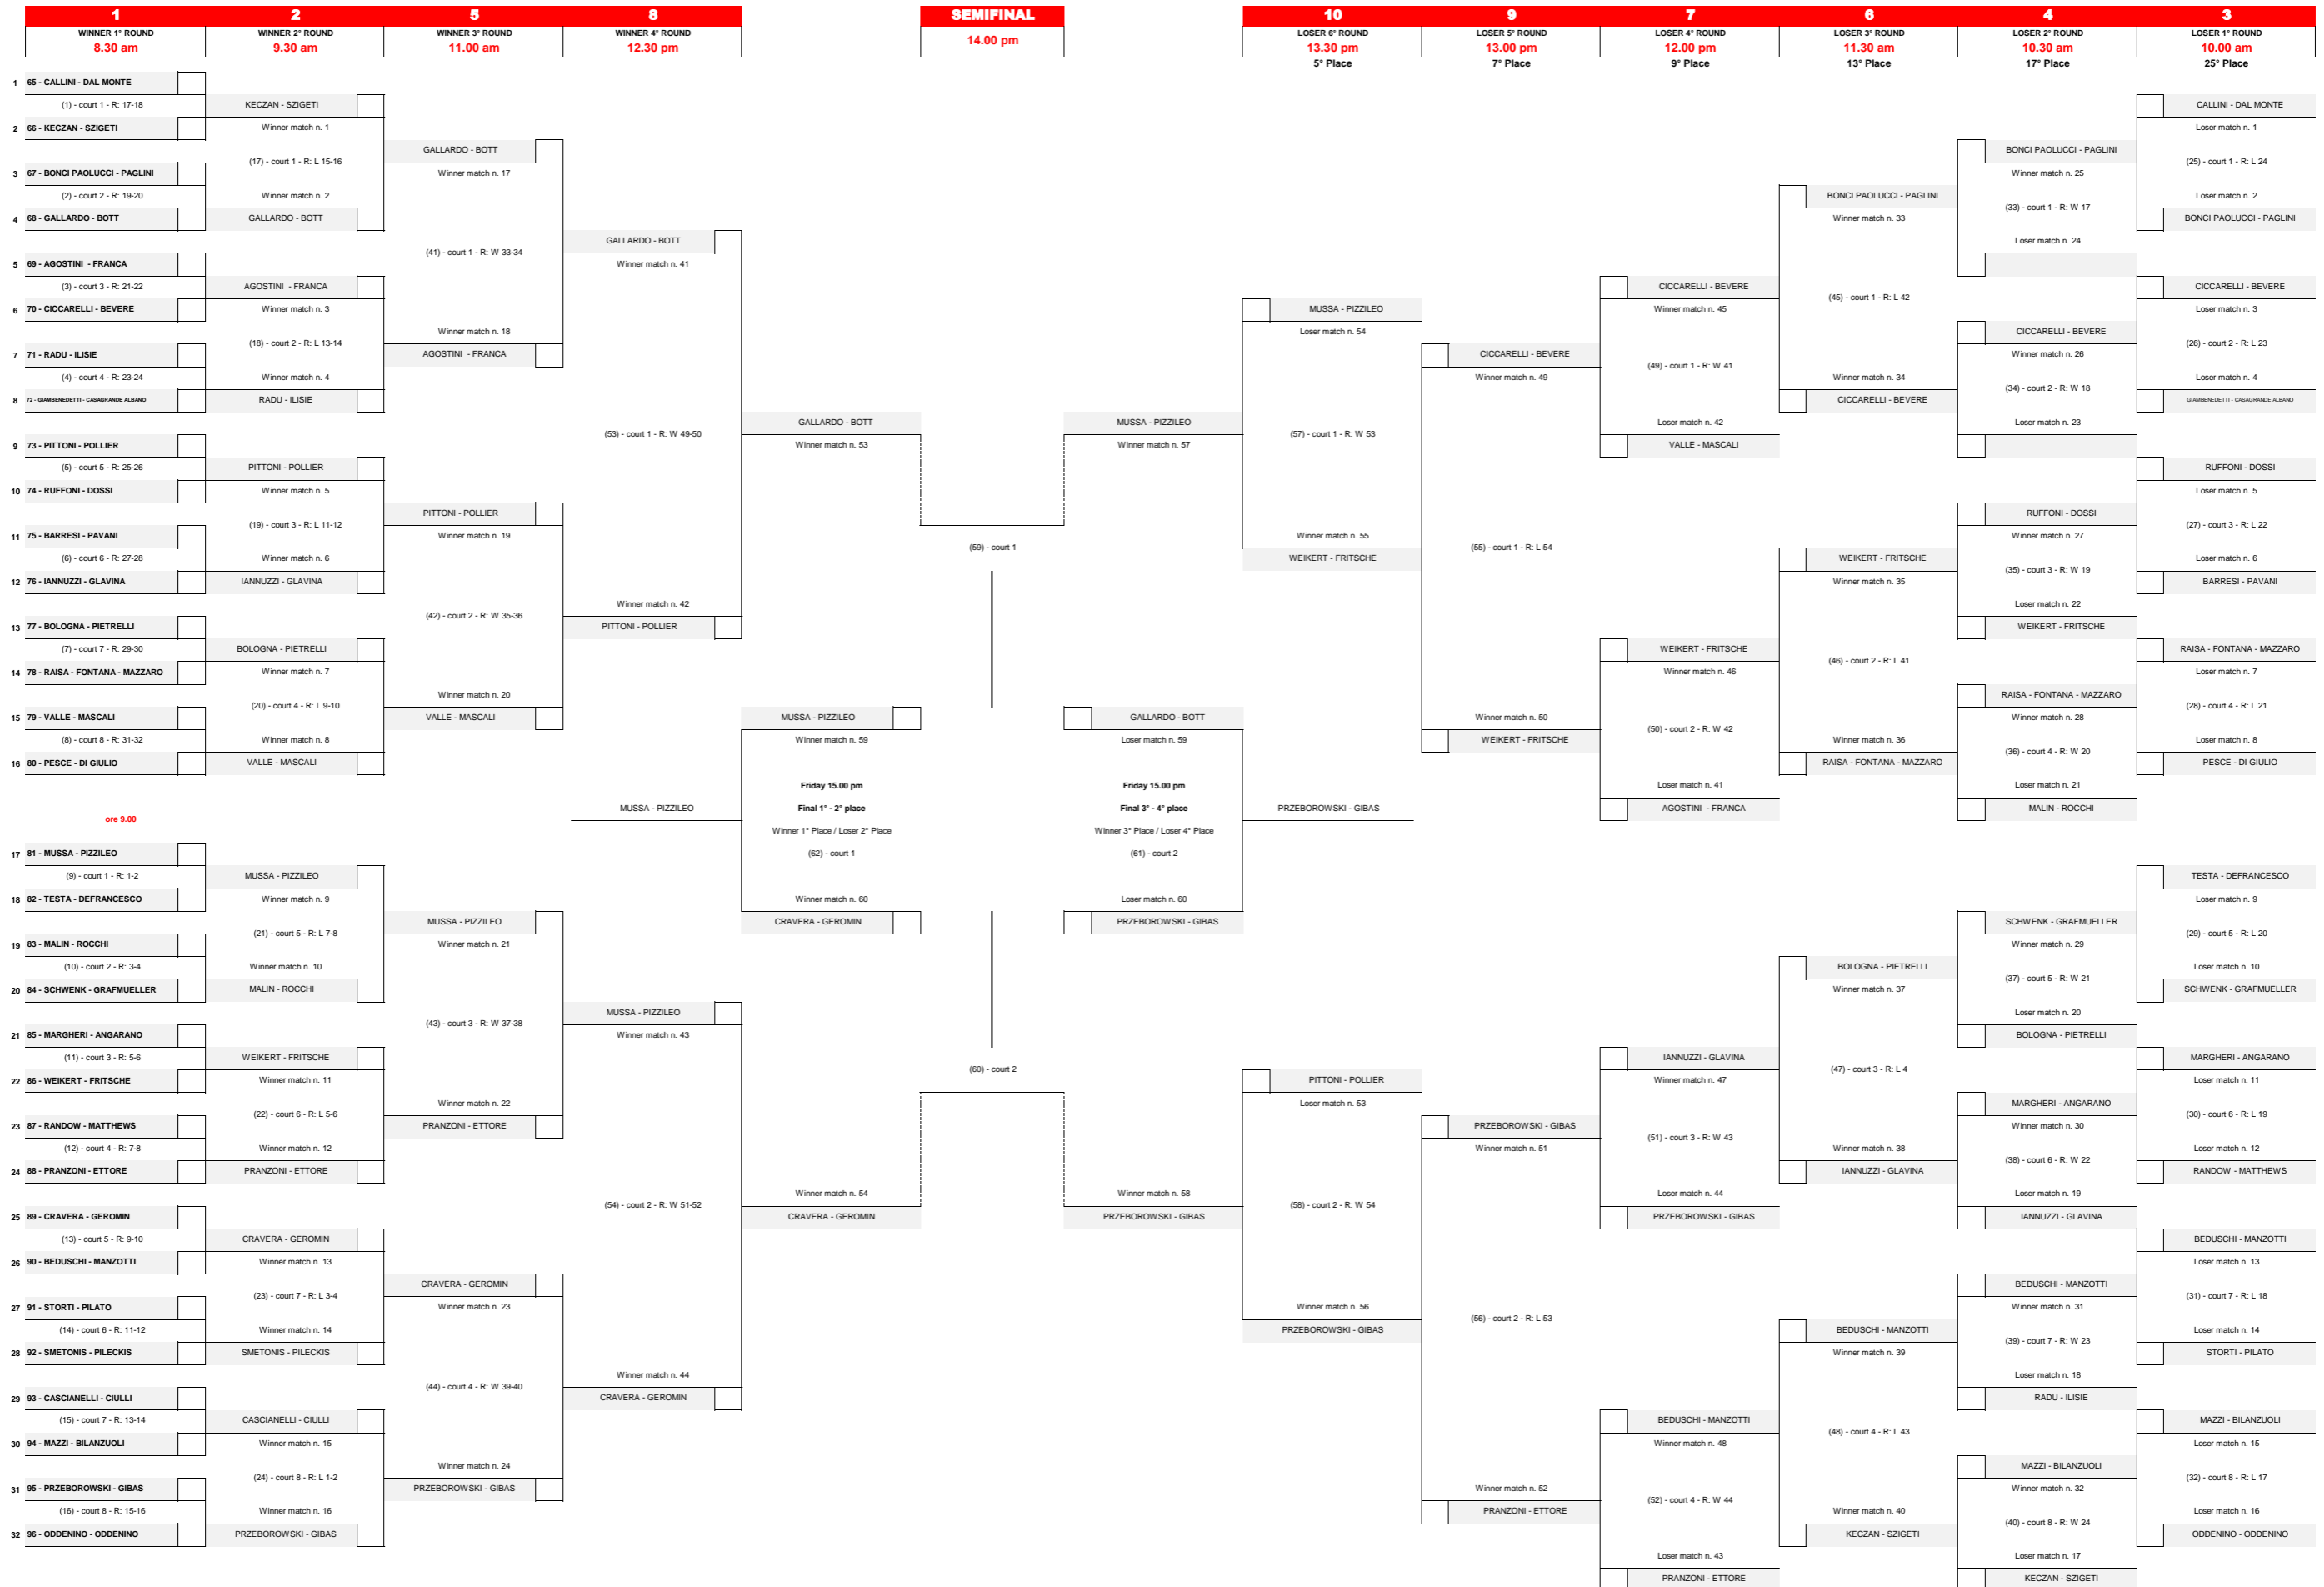 1
2
5
8
SEMIFINAL
10
9
7
6
4
3
WINNER 1° ROUND
WINNER 2° ROUND
WINNER 3° ROUND
WINNER 4° ROUND
LOSER 6° ROUND
LOSER 5° ROUND
LOSER 4° ROUND
LOSER 3° ROUND
LOSER 2° ROUND
LOSER 1° ROUND
8.30 am
9.30 am
11.00 am
12.30 pm
14.00 pm
13.30 pm
13.00 pm
12.00 pm
11.30 am
10.30 am
10.00 am
5° Place
7° Place
9° Place
13° Place
17° Place
25° Place
1 65 - CALLINI - DAL MONTE
(1) - court 1 - R: 17-18
2 66 - KECZAN - SZIGETI
3 67 - BONCI PAOLUCCI - PAGLINI
(2) - court 2 - R: 19-20
4 68 - GALLARDO - BOTT
5 69 - AGOSTINI - FRANCA
(3) - court 3 - R: 21-22
6 70 - CICCARELLI - BEVERE
7 71 - RADU - ILISIE
(4) - court 4 - R: 23-24
8 72 - GIAMBENEDETTI - CASAGRANDE ALBANO
9 73 - PITTONI - POLLIER
(5) - court 5 - R: 25-26
10 74 - RUFFONI - DOSSI
11 75 - BARRESI - PAVANI
(6) - court 6 - R: 27-28
12 76 - IANNUZZI - GLAVINA
13 77 - BOLOGNA - PIETRELLI
(7) - court 7 - R: 29-30
14 78 - RAISA - FONTANA - MAZZARO
15 79 - VALLE - MASCALI
(8) - court 8 - R: 31-32
16 80 - PESCE - DI GIULIO
ore 9.00
17 81 - MUSSA - PIZZILEO
(9) - court 1 - R: 1-2
18 82 - TESTA - DEFRANCESCO
19 83 - MALIN - ROCCHI
(10) - court 2 - R: 3-4
20 84 - SCHWENK - GRAFMUELLER
21 85 - MARGHERI - ANGARANO
(11) - court 3 - R: 5-6
22 86 - WEIKERT - FRITSCHE
23 87 - RANDOW - MATTHEWS
(12) - court 4 - R: 7-8
24 88 - PRANZONI - ETTORE
25 89 - CRAVERA - GEROMIN
(13) - court 5 - R: 9-10
26 90 - BEDUSCHI - MANZOTTI
27 91 - STORTI - PILATO
(14) - court 6 - R: 11-12
28 92 - SMETONIS - PILECKIS
29 93 - CASCIANELLI - CIULLI
(15) - court 7 - R: 13-14
30 94 - MAZZI - BILANZUOLI
31 95 - PRZEBOROWSKI - GIBAS
(16) - court 8 - R: 15-16
32 96 - ODDENINO - ODDENINO
KECZAN - SZIGETI
Winner match n. 1
(17) - court 1 - R: L 15-16
Winner match n. 2
GALLARDO - BOTT
AGOSTINI - FRANCA
Winner match n. 3
(18) - court 2 - R: L 13-14
Winner match n. 4
RADU - ILISIE
PITTONI - POLLIER
Winner match n. 5
(19) - court 3 - R: L 11-12
Winner match n. 6
IANNUZZI - GLAVINA
BOLOGNA - PIETRELLI
Winner match n. 7
(20) - court 4 - R: L 9-10
Winner match n. 8
VALLE - MASCALI
MUSSA - PIZZILEO
Winner match n. 9
(21) - court 5 - R: L 7-8
Winner match n. 10
MALIN - ROCCHI
WEIKERT - FRITSCHE
Winner match n. 11
(22) - court 6 - R: L 5-6
Winner match n. 12
PRANZONI - ETTORE
CRAVERA - GEROMIN
Winner match n. 13
(23) - court 7 - R: L 3-4
Winner match n. 14
SMETONIS - PILECKIS
CASCIANELLI - CIULLI
Winner match n. 15
(24) - court 8 - R: L 1-2
Winner match n. 16
PRZEBOROWSKI - GIBAS
GALLARDO - BOTT
Winner match n. 17
(41) - court 1 - R: W 33-34
Winner match n. 18
AGOSTINI - FRANCA
PITTONI - POLLIER
Winner match n. 19
(42) - court 2 - R: W 35-36
Winner match n. 20
VALLE - MASCALI
MUSSA - PIZZILEO
Winner match n. 21
(43) - court 3 - R: W 37-38
Winner match n. 22
PRANZONI - ETTORE
CRAVERA - GEROMIN
Winner match n. 23
(44) - court 4 - R: W 39-40
Winner match n. 24
PRZEBOROWSKI - GIBAS
GALLARDO - BOTT
Winner match n. 41
(53) - court 1 - R: W 49-50
Winner match n. 42
PITTONI - POLLIER
MUSSA - PIZZILEO
MUSSA - PIZZILEO
Winner match n. 43
(54) - court 2 - R: W 51-52
Winner match n. 44
CRAVERA - GEROMIN
GALLARDO - BOTT
Winner match n. 53
MUSSA - PIZZILEO
Winner match n. 59
Friday 15.00 pm
Final 1° - 2° place
Winner 1° Place / Loser 2° Place
(62) - court 1
Winner match n. 60
CRAVERA - GEROMIN
Winner match n. 54
CRAVERA - GEROMIN
(59) - court 1
(60) - court 2
MUSSA - PIZZILEO
Winner match n. 57
GALLARDO - BOTT
Loser match n. 59
Friday 15.00 pm
Final 3° - 4° place
Winner 3° Place / Loser 4° Place
(61) - court 2
Loser match n. 60
PRZEBOROWSKI - GIBAS
Winner match n. 58
PRZEBOROWSKI - GIBAS
MUSSA - PIZZILEO
Loser match n. 54
(57) - court 1 - R: W 53
Winner match n. 55
WEIKERT - FRITSCHE
PRZEBOROWSKI - GIBAS
PITTONI - POLLIER
Loser match n. 53
(58) - court 2 - R: W 54
Winner match n. 56
PRZEBOROWSKI - GIBAS
CICCARELLI - BEVERE
Winner match n. 49
(55) - court 1 - R: L 54
Winner match n. 50
WEIKERT - FRITSCHE
PRZEBOROWSKI - GIBAS
Winner match n. 51
(56) - court 2 - R: L 53
Winner match n. 52
PRANZONI - ETTORE
CICCARELLI - BEVERE
Winner match n. 45
(49) - court 1 - R: W 41
Loser match n. 42
VALLE - MASCALI
WEIKERT - FRITSCHE
Winner match n. 46
(50) - court 2 - R: W 42
Loser match n. 41
AGOSTINI - FRANCA
IANNUZZI - GLAVINA
Winner match n. 47
(51) - court 3 - R: W 43
Loser match n. 44
PRZEBOROWSKI - GIBAS
BEDUSCHI - MANZOTTI
Winner match n. 48
(52) - court 4 - R: W 44
Loser match n. 43
PRANZONI - ETTORE
BONCI PAOLUCCI - PAGLINI
Winner match n. 33
(45) - court 1 - R: L 42
Winner match n. 34
CICCARELLI - BEVERE
WEIKERT - FRITSCHE
Winner match n. 35
(46) - court 2 - R: L 41
Winner match n. 36
RAISA - FONTANA - MAZZARO
BOLOGNA - PIETRELLI
Winner match n. 37
(47) - court 3 - R: L 4
Winner match n. 38
IANNUZZI - GLAVINA
BEDUSCHI - MANZOTTI
Winner match n. 39
(48) - court 4 - R: L 43
Winner match n. 40
KECZAN - SZIGETI
BONCI PAOLUCCI - PAGLINI
Winner match n. 25
(33) - court 1 - R: W 17
Loser match n. 24
CICCARELLI - BEVERE
Winner match n. 26
(34) - court 2 - R: W 18
Loser match n. 23
RUFFONI - DOSSI
Winner match n. 27
(35) - court 3 - R: W 19
Loser match n. 22
WEIKERT - FRITSCHE
RAISA - FONTANA - MAZZARO
Winner match n. 28
(36) - court 4 - R: W 20
Loser match n. 21
MALIN - ROCCHI
SCHWENK - GRAFMUELLER
Winner match n. 29
(37) - court 5 - R: W 21
Loser match n. 20
BOLOGNA - PIETRELLI
MARGHERI - ANGARANO
Winner match n. 30
(38) - court 6 - R: W 22
Loser match n. 19
IANNUZZI - GLAVINA
BEDUSCHI - MANZOTTI
Winner match n. 31
(39) - court 7 - R: W 23
Loser match n. 18
RADU - ILISIE
MAZZI - BILANZUOLI
Winner match n. 32
(40) - court 8 - R: W 24
Loser match n. 17
KECZAN - SZIGETI
CALLINI - DAL MONTE
Loser match n. 1
(25) - court 1 - R: L 24
Loser match n. 2
BONCI PAOLUCCI - PAGLINI
CICCARELLI - BEVERE
Loser match n. 3
(26) - court 2 - R: L 23
Loser match n. 4
GIAMBENEDETTI - CASAGRANDE ALBANO
RUFFONI - DOSSI
Loser match n. 5
(27) - court 3 - R: L 22
Loser match n. 6
BARRESI - PAVANI
RAISA - FONTANA - MAZZARO
Loser match n. 7
(28) - court 4 - R: L 21
Loser match n. 8
PESCE - DI GIULIO
TESTA - DEFRANCESCO
Loser match n. 9
(29) - court 5 - R: L 20
Loser match n. 10
SCHWENK - GRAFMUELLER
MARGHERI - ANGARANO
Loser match n. 11
(30) - court 6 - R: L 19
Loser match n. 12
RANDOW - MATTHEWS
BEDUSCHI - MANZOTTI
Loser match n. 13
(31) - court 7 - R: L 18
Loser match n. 14
STORTI - PILATO
MAZZI - BILANZUOLI
Loser match n. 15
(32) - court 8 - R: L 17
Loser match n. 16
ODDENINO - ODDENINO